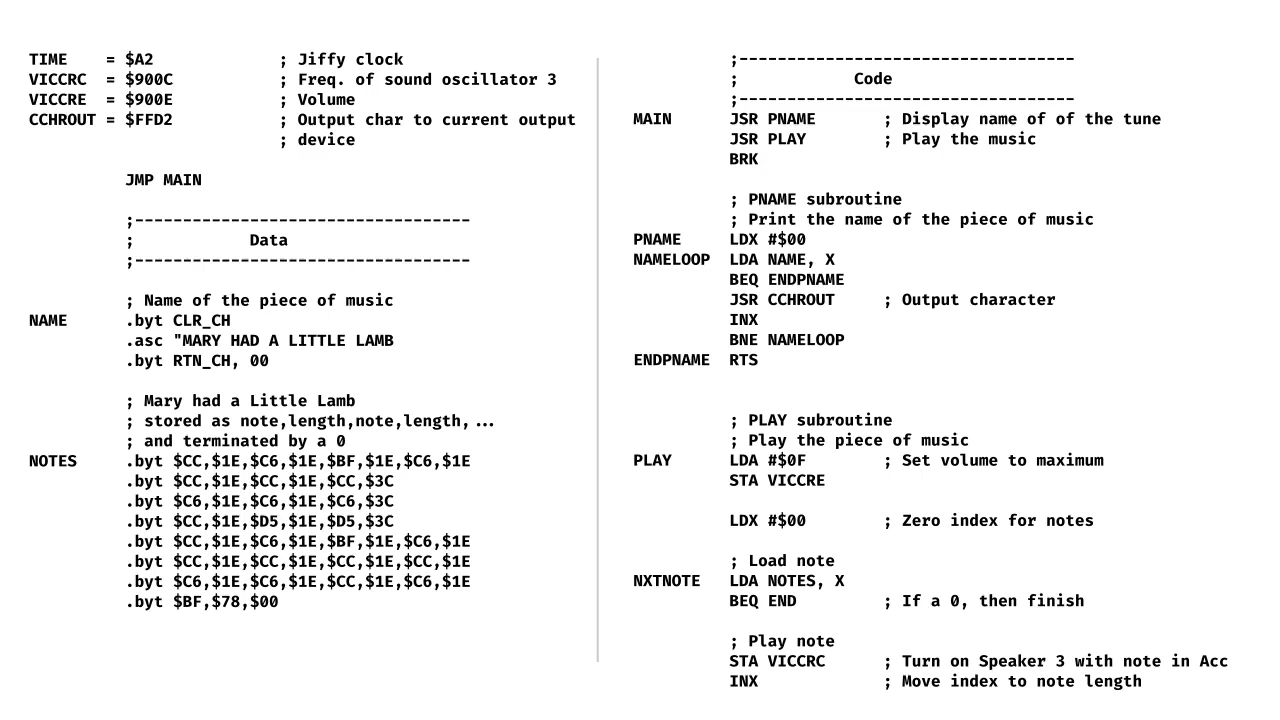 TIME    = $A2             ; Jiffy clock
VICCRC  = $900C           ; Freq. of sound oscillator 3
VICCRE  = $900E           ; Volume
CCHROUT = $FFD2           ; Output char to current output
                          ; device
          JMP MAIN
          ;-----------------------------------
          ;            Data
          ;-----------------------------------
          ; Name of the piece of music
NAME      .byt CLR_CH
          .asc "MARY HAD A LITTLE LAMB
          .byt RTN_CH, 00
          ; Mary had a Little Lamb
          ; stored as note,length,note,length,...
          ; and terminated by a 0
NOTES     .byt $CC,$1E,$C6,$1E,$BF,$1E,$C6,$1E
          .byt $CC,$1E,$CC,$1E,$CC,$3C
          .byt $C6,$1E,$C6,$1E,$C6,$3C
          .byt $CC,$1E,$D5,$1E,$D5,$3C
          .byt $CC,$1E,$C6,$1E,$BF,$1E,$C6,$1E
          .byt $CC,$1E,$CC,$1E,$CC,$1E,$CC,$1E
          .byt $C6,$1E,$C6,$1E,$CC,$1E,$C6,$1E
          .byt $BF,$78,$00
          ;-----------------------------------
          ;            Code
          ;-----------------------------------
MAIN      JSR PNAME       ; Display name of of the tune
          JSR PLAY        ; Play the music
          BRK
          ; PNAME subroutine
          ; Print the name of the piece of music
PNAME     LDX #$00
NAMELOOP  LDA NAME, X
          BEQ ENDPNAME
          JSR CCHROUT     ; Output character
          INX
          BNE NAMELOOP
ENDPNAME  RTS
          ; PLAY subroutine
          ; Play the piece of music
PLAY      LDA #$0F        ; Set volume to maximum
          STA VICCRE
          LDX #$00        ; Zero index for notes
          ; Load note
NXTNOTE   LDA NOTES, X
          BEQ END         ; If a 0, then finish
          ; Play note
          STA VICCRC      ; Turn on Speaker 3 with note in Acc
          INX             ; Move index to note length